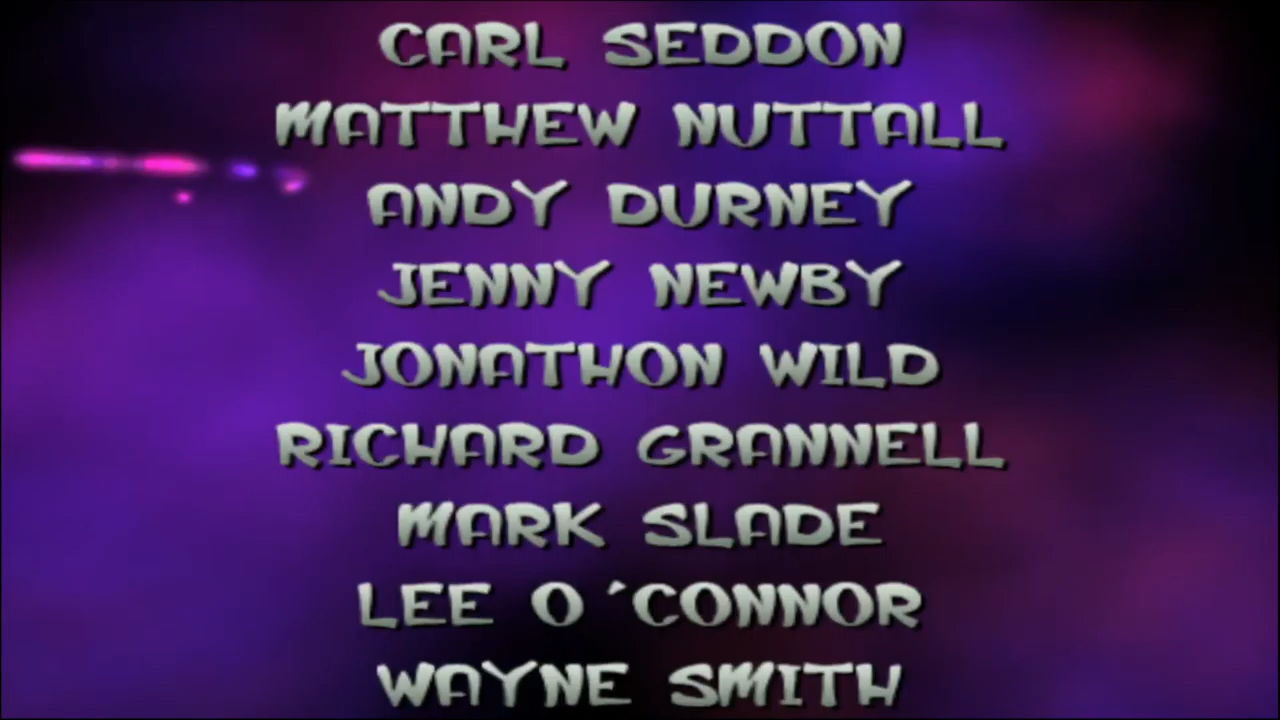 CARL SEDDON
MATTHEW NUTTALL
ANDY DURNEY
JENNY NEWBY
JONATHON WILD
RICHARD GRANNELL
MARK SLADE
LEE O'CONNOR
WAYNE SMITH